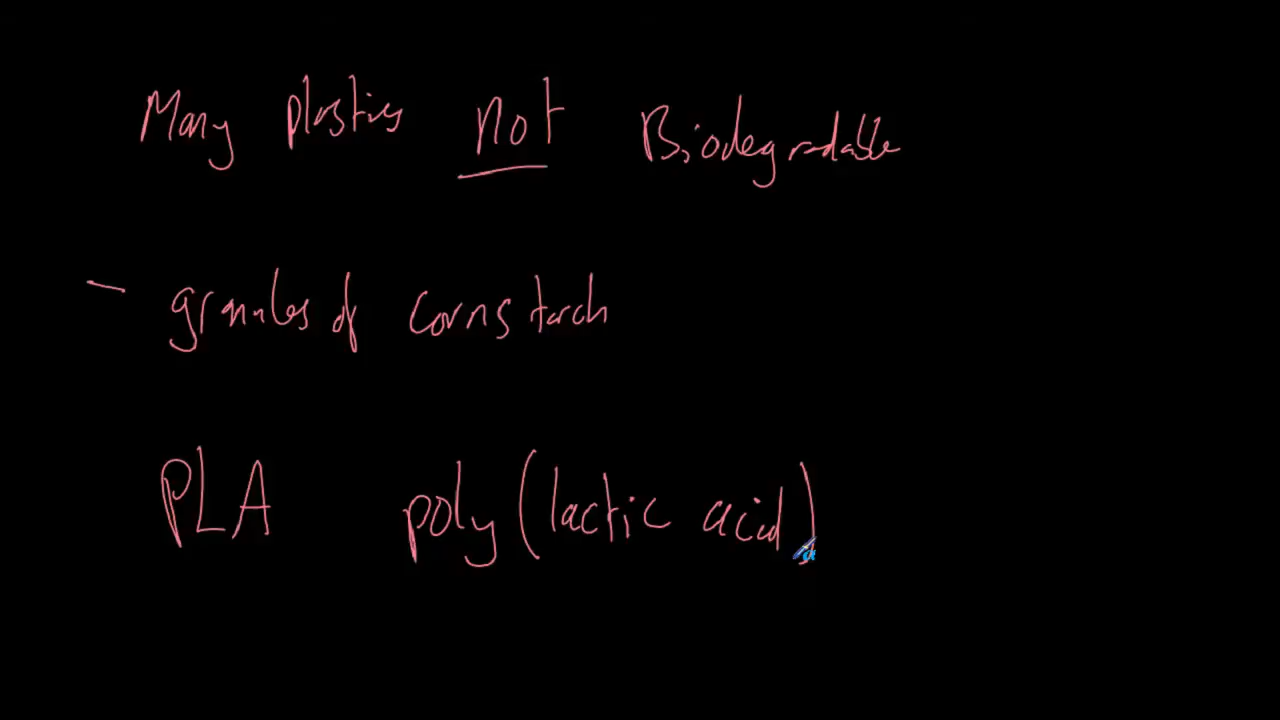 Many plastics not Biodegradable
- granules of cornstarch
PLA poly(lactic acid)